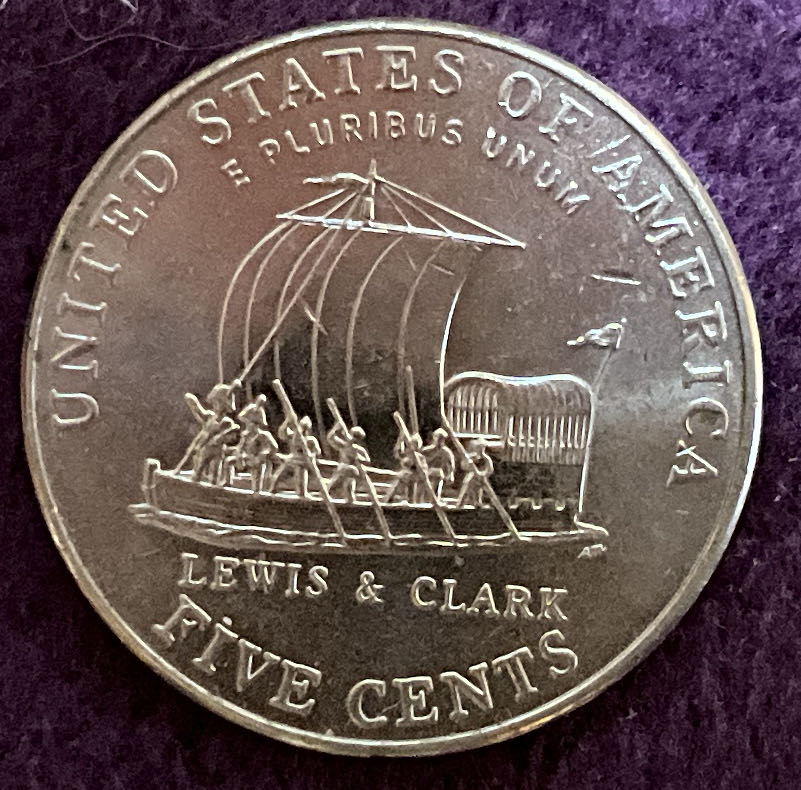 UNITED STATES OF AMERICA
E PLURIBUS UNUM
LEWIS & CLARK
FIVE CENTS